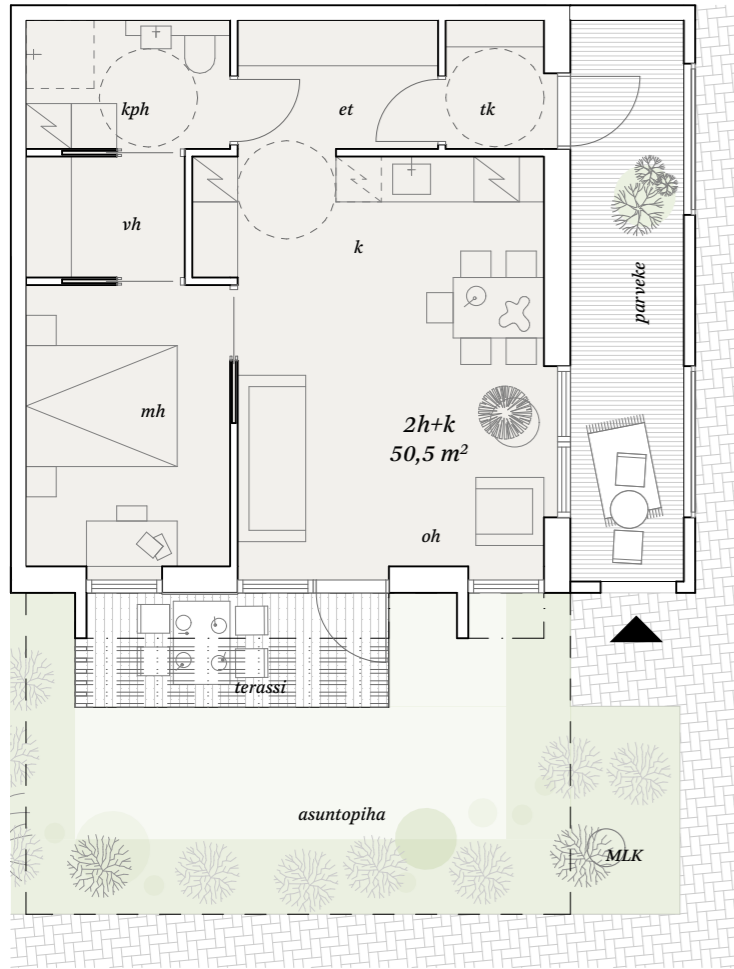 kph
et
tk
vh
k
parveke
mh
2h+k
50,5 m²
oh
terassi
asuntopiha
MLK